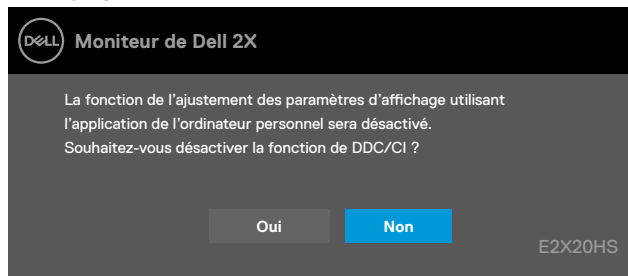 DELL
Moniteur de Dell 2X
La fonction de l'ajustement des paramètres d'affichage utilisant
l'application de l'ordinateur personnel sera désactivé.
Souhaitez-vous désactiver la fonction de DDC/CI ?
Oui
Non
E2X20HS